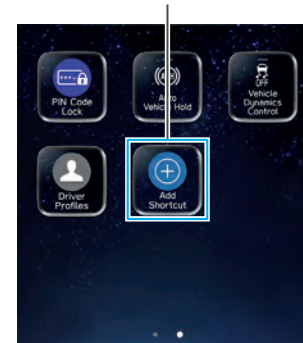 PIN Code
Lock
Auto
Vehicle Hold
OFF
Vehicle
Dynamics
Control
Driver
Profiles
Add
Shortcut